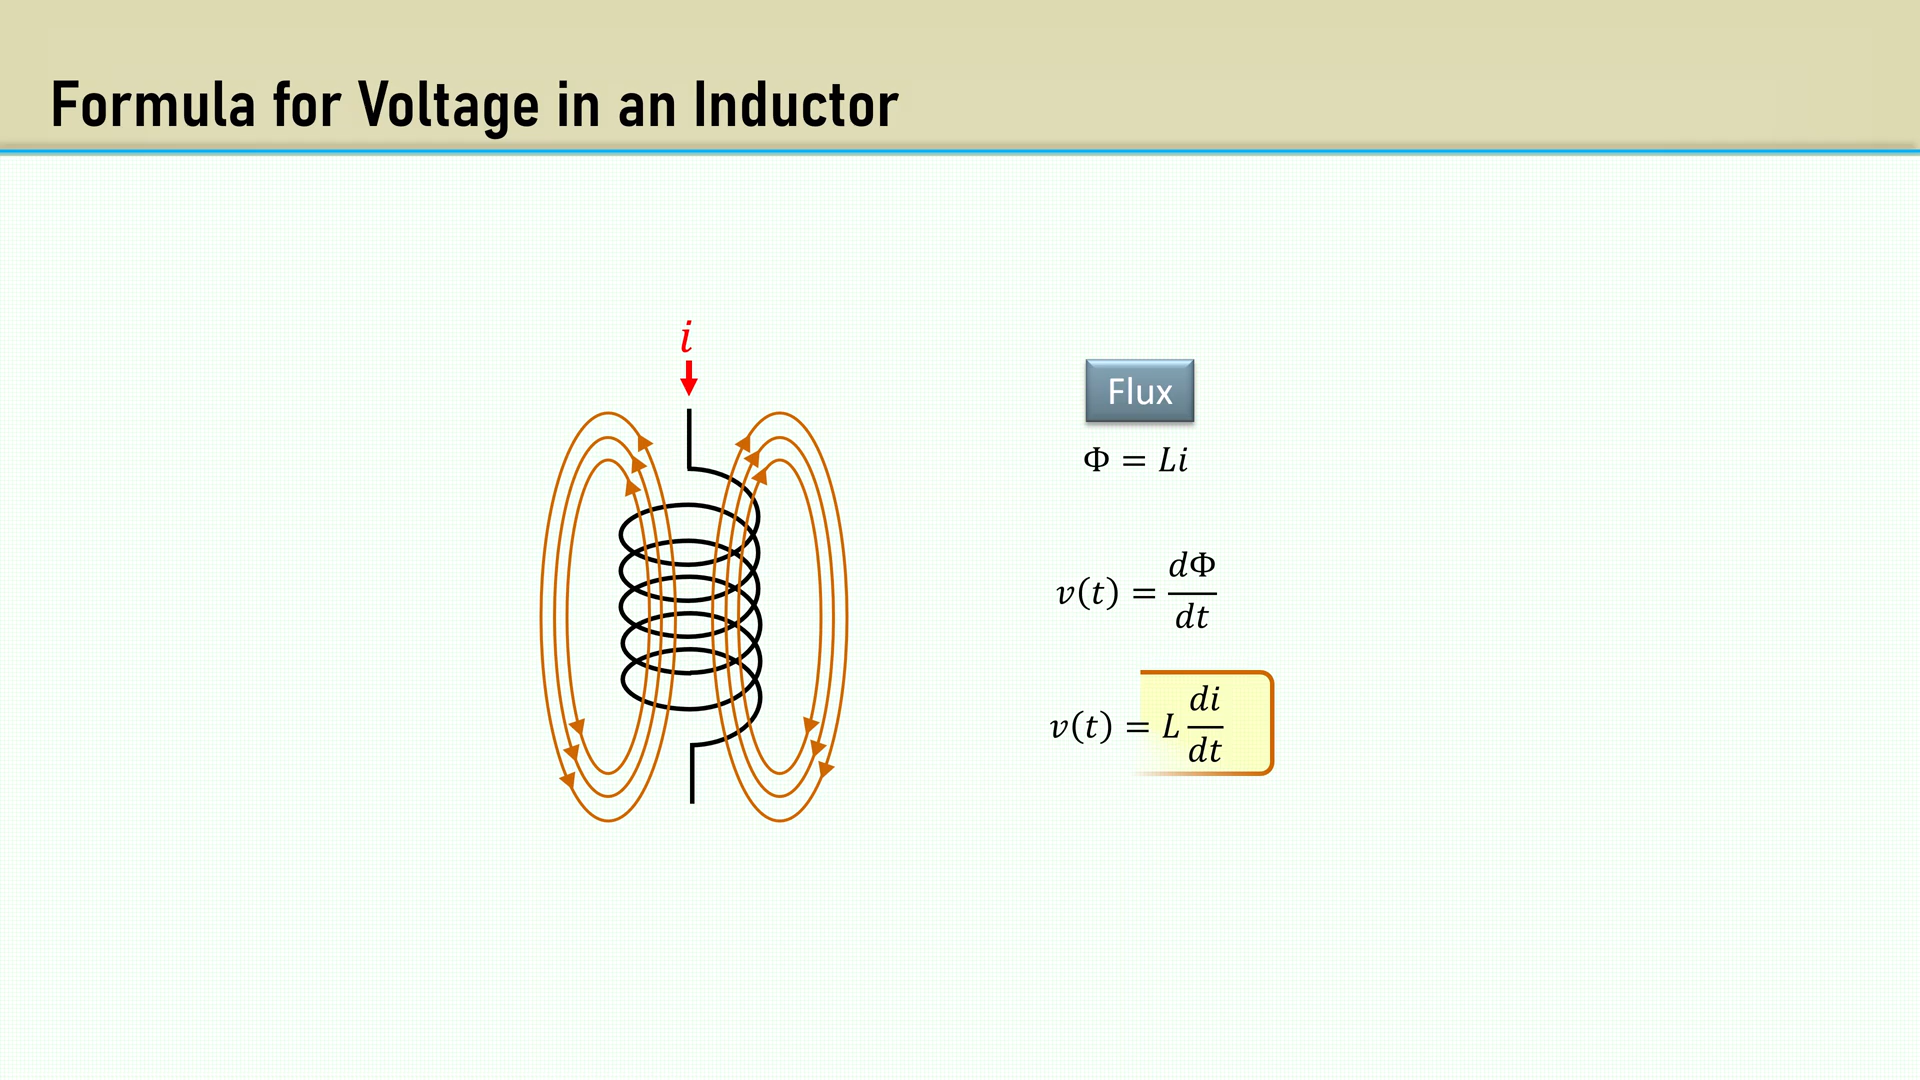 Formula for Voltage in an Inductor
i
Flux
Φ = Li
v(t) = dΦ/dt
v(t) = L di/dt